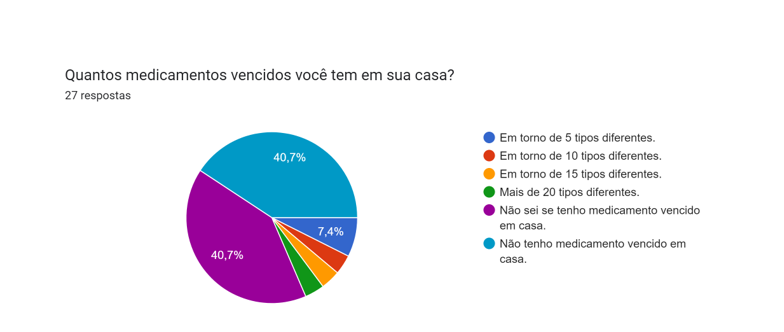 Quantos medicamentos vencidos você tem em sua casa?
27 respostas
40,7%
7,4%
40,7%
Em torno de 5 tipos diferentes.
Em torno de 10 tipos diferentes.
Em torno de 15 tipos diferentes.
Mais de 20 tipos diferentes.
Não sei se tenho medicamento vencido
em casa.
Não tenho medicamento vencido em
casa.